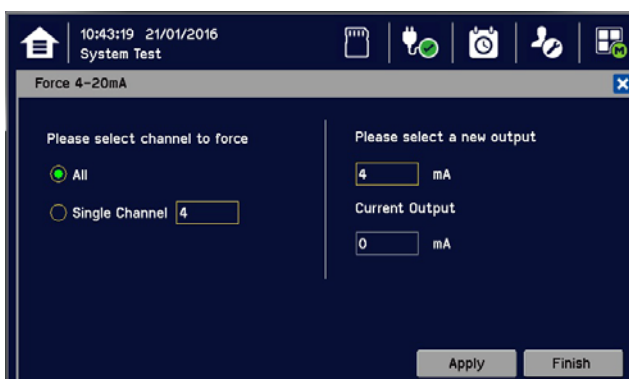 10:43:19 21/01/2016
System Test
M
Force 4-20mA
Please select channel to force
All
Single Channel 4
Please select a new output
4 mA
Current Output
0 mA
Apply Finish